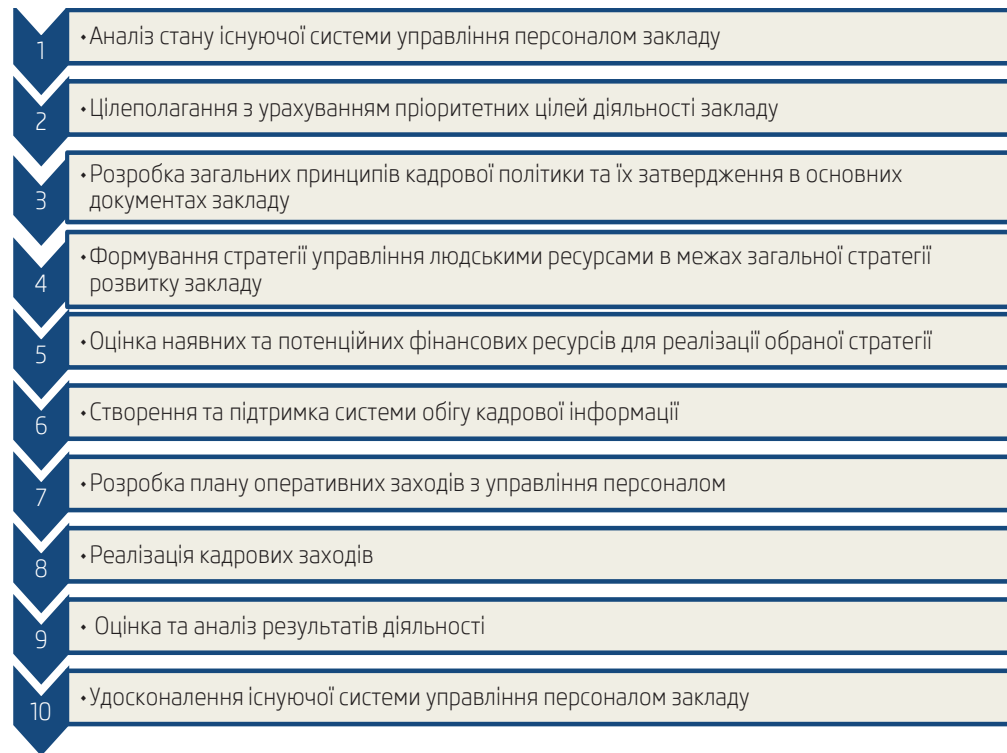 1
•Аналіз стану існуючої системи управління персоналом закладу
2
•Цілеполагання з урахуванням пріоритетних цілей діяльності закладу
3
•Розробка загальних принципів кадрової політики та їх затвердження в основних
документах закладу
4
•Формування стратегії управління людськими ресурсами в межах загальної стратегії
розвитку закладу
5
•Оцінка наявних та потенційних фінансових ресурсів для реалізації обраної стратегії
6
•Створення та підтримка системи обігу кадрової інформації
7
•Розробка плану оперативних заходів з управління персоналом
8
•Реалізація кадрових заходів
9
• Оцінка та аналіз результатів діяльності
10
•Удосконалення існуючої системи управління персоналом закладу